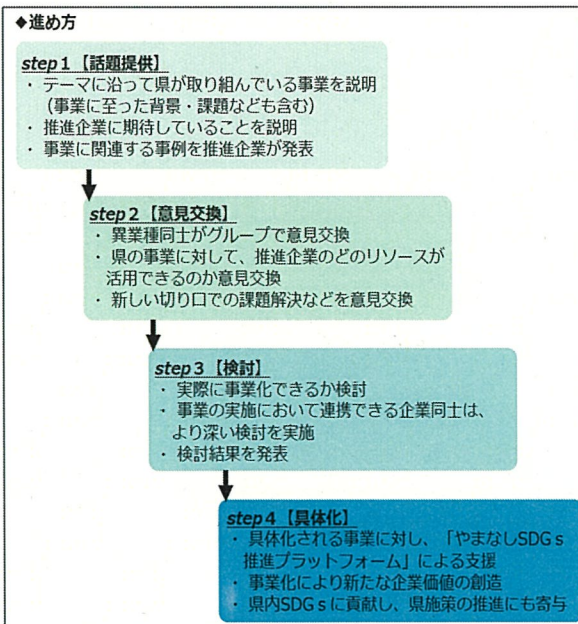 ◆進め方
step1【話題提供】
・ テーマに沿って県が取り組んでいる事業を説明
（事業に至った背景・課題なども含む）
・ 推進企業に期待していることを説明
・ 事業に関連する事例を推進企業が発表
step2【意見交換】
・ 異業種同士がグループで意見交換
・ 県の事業に対して、推進企業のどのリソースが
活用できるのか意見交換
・ 新しい切り口での課題解決などを意見交換
step3【検討】
・ 実際に事業化できるか検討
・ 事業の実施において連携できる企業同士は、
より深い検討を実施
・ 検討結果を発表
step4【具体化】
・ 具体化される事業に対し、「やまなしSDGｓ
推進プラットフォーム」による支援
・ 事業化により新たな企業価値の創造
・ 県内SDGｓに貢献し、県施策の推進にも寄与